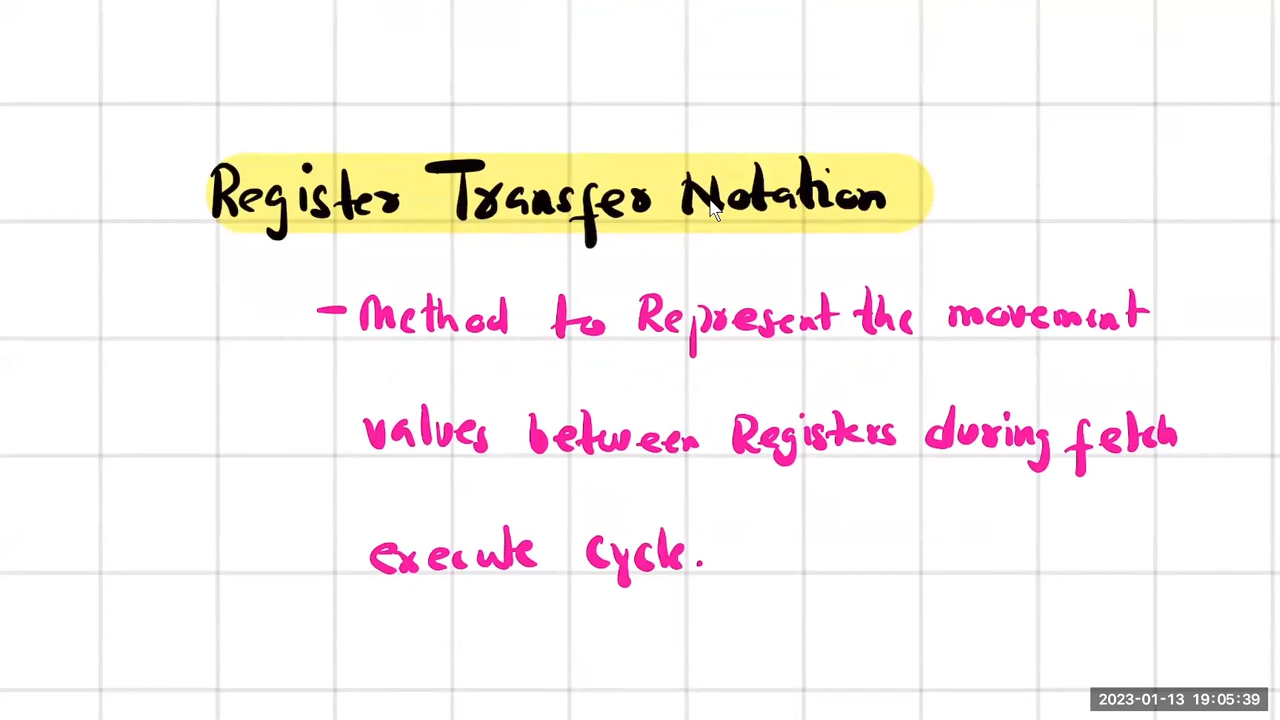 Register Transfer Notation
- Method to Represent the movement
values between Registers during fetch
execute cycle.
2023-01-13 19:05:39